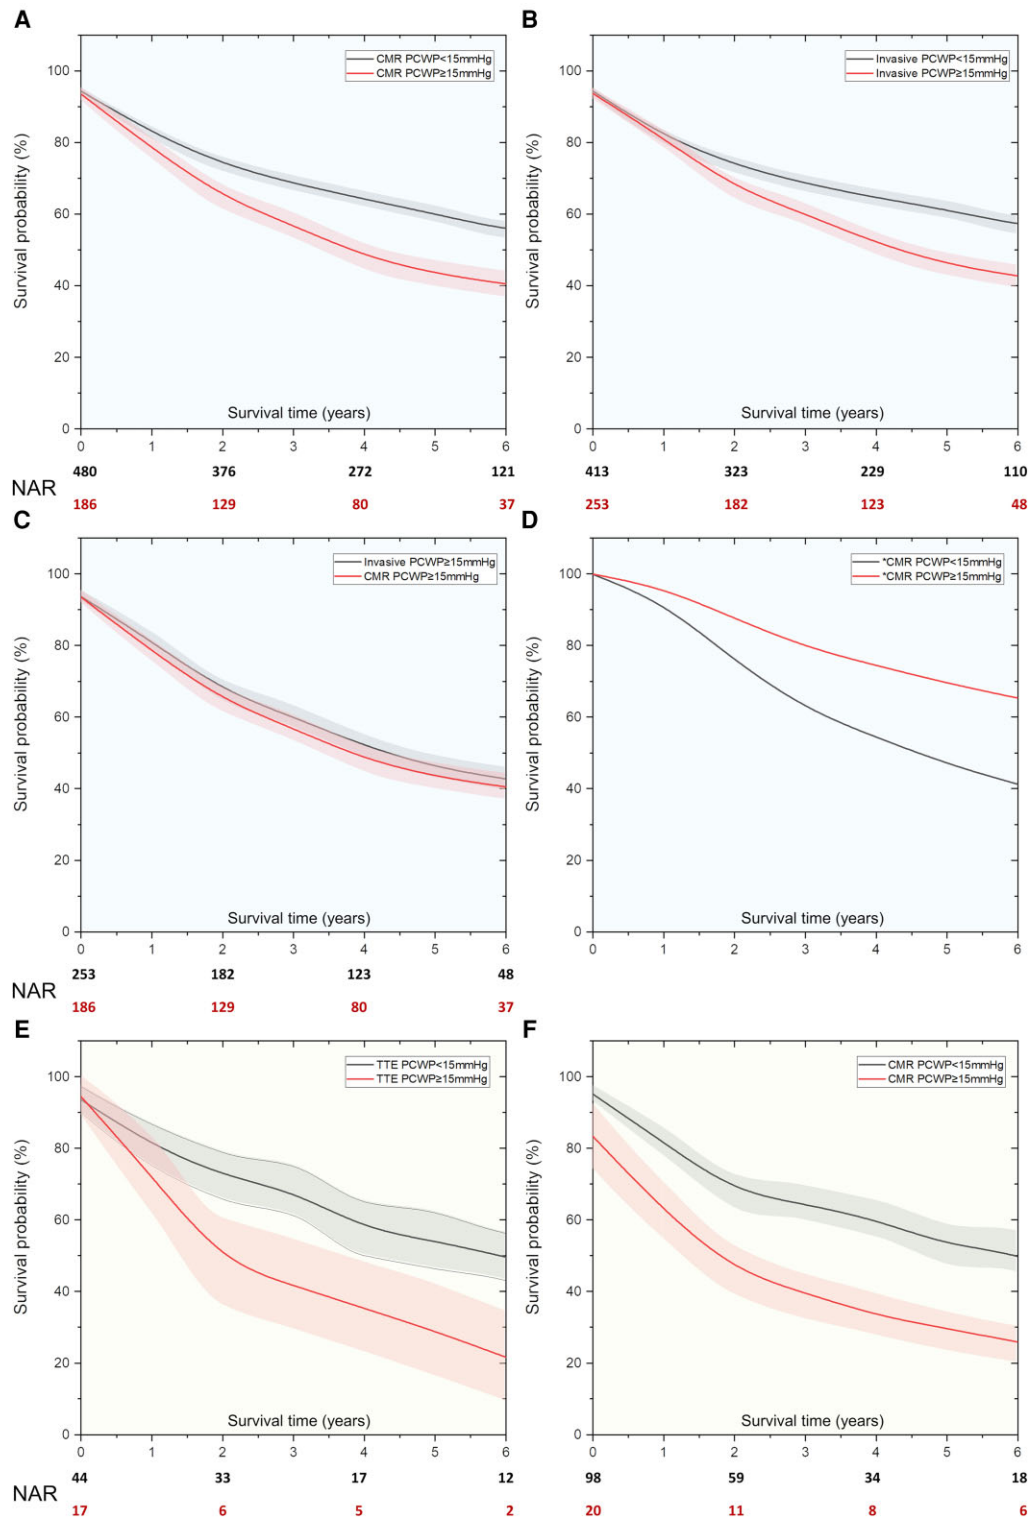 A
B
CMR PCWP<15mmHg
CMR PCWP≥15mmHg
Invasive PCWP<15mmHg
Invasive PCWP≥15mmHg
100
80
60
40
20
0
Survival probability (%)
Survival time (years)
0 1 2 3 4 5 6
480 376 272 121
NAR
186 129 80 37
100
80
60
40
20
0
Survival probability (%)
Survival time (years)
0 1 2 3 4 5 6
413 323 229 110
253 182 123 48
C
D
Invasive PCWP≥15mmHg
CMR PCWP≥15mmHg
*CMR PCWP<15mmHg
*CMR PCWP≥15mmHg
100
80
60
40
20
0
Survival probability (%)
Survival time (years)
0 1 2 3 4 5 6
253 182 123 48
NAR
186 129 80 37
100
80
60
40
20
0
Survival probability (%)
Survival time (years)
0 1 2 3 4 5 6
E
F
TTE PCWP<15mmHg
TTE PCWP≥15mmHg
CMR PCWP<15mmHg
CMR PCWP≥15mmHg
100
80
60
40
20
0
Survival probability (%)
Survival time (years)
0 1 2 3 4 5 6
44 33 17 12
NAR
17 6 5 2
100
80
60
40
20
0
Survival probability (%)
Survival time (years)
0 1 2 3 4 5 6
98 59 34 18
20 11 8 6